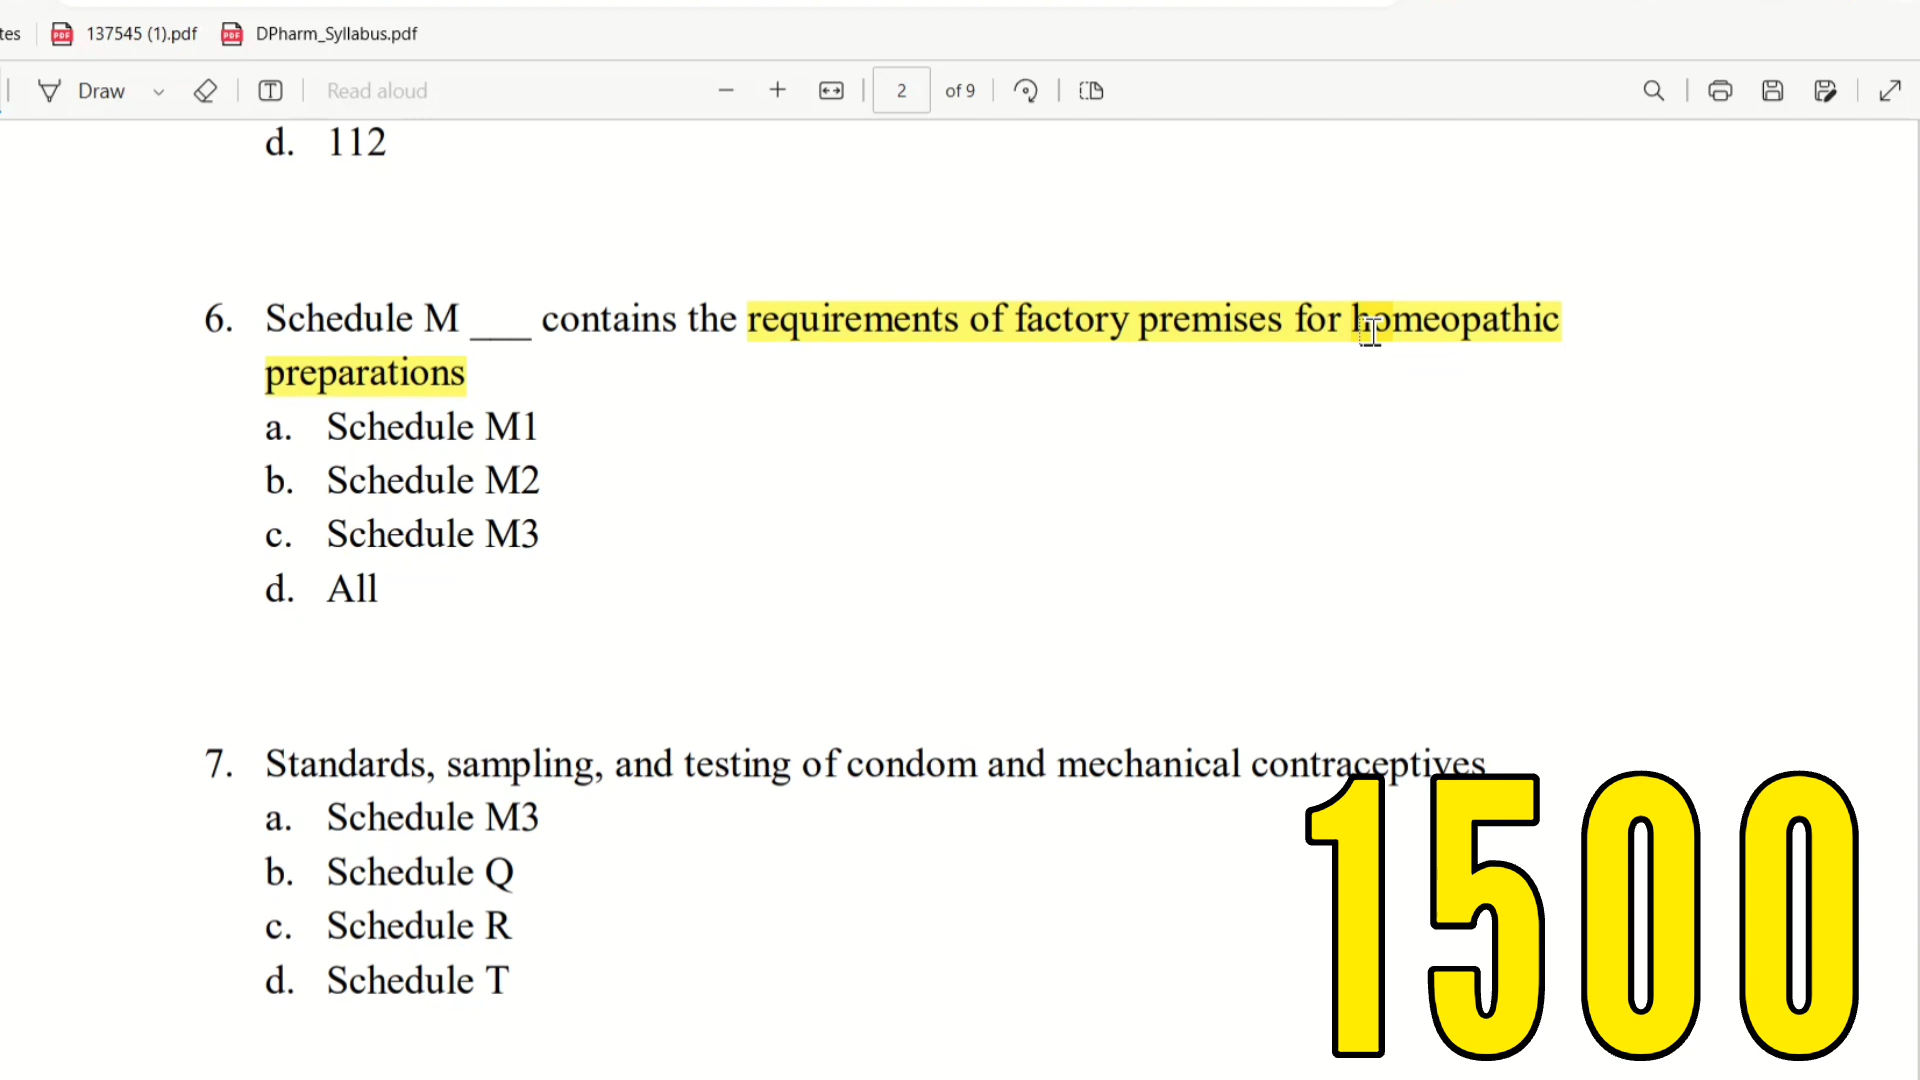 tes 137545 (1).pdf DPharm_Syllabus.pdf
Draw Read aloud 2 of 9
d. 112
6. Schedule M ___ contains the requirements of factory premises for homeopathic
preparations
a. Schedule M1
b. Schedule M2
c. Schedule M3
d. All
7. Standards, sampling, and testing of condom and mechanical contraceptives
a. Schedule M3
b. Schedule Q
c. Schedule R
d. Schedule T
1500